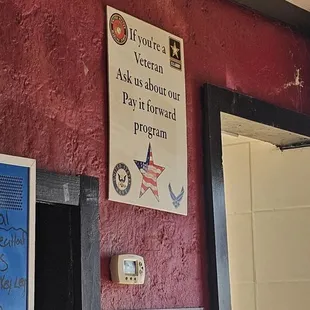 If you're a
Veteran
Ask us about our
Pay it forward
program